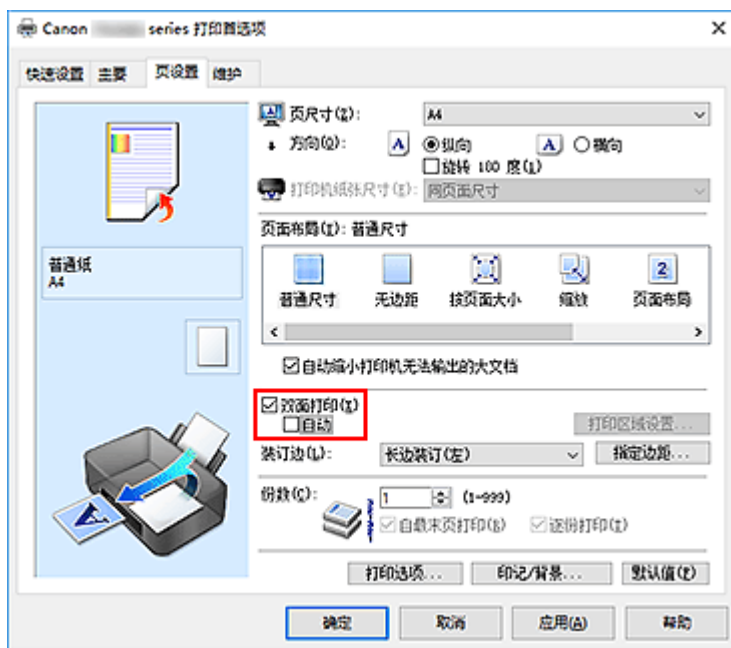 Canon series 打印首选项
快速设置 主要 页设置 维护
页尺寸(Z): A4
方向(O): A 纵向 A 横向
旋转 180 度(1)
打印机纸张尺寸(E): 同页面尺寸
页面布局(I): 普通尺寸
普通纸
A4
普通尺寸 无边距 按页面大小 缩放 页面布局
自动缩小打印机无法输出的大文档
双面打印(X)
自动
打印区域设置...
装订边(L): 长边装订(左) 指定边距...
份数(C): 1 (1-999)
自最末页打印(B) 逐份打印(T)
打印选项... 印记/背景... 默认值(F)
确定 取消 应用(A) 帮助